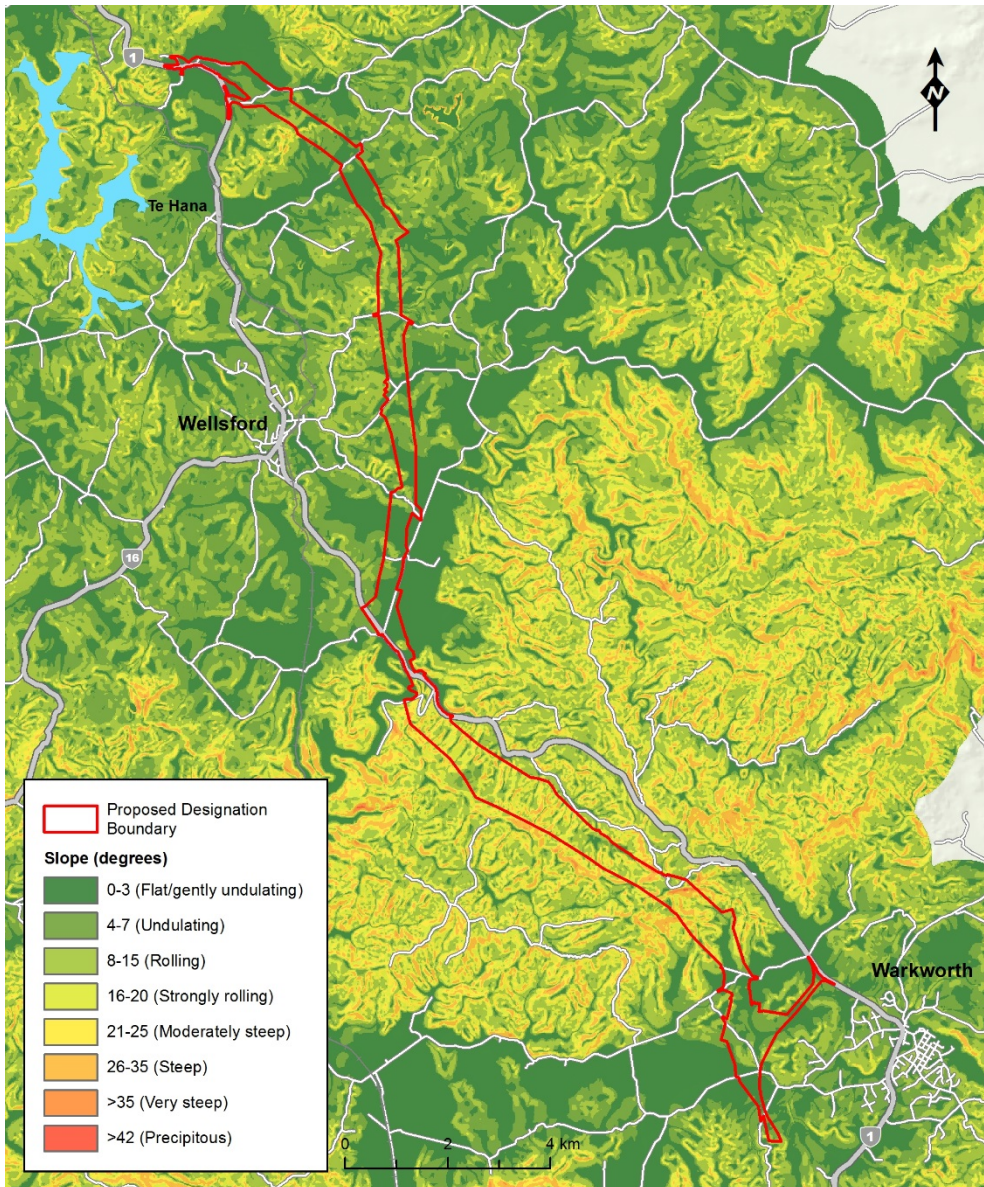 1
N
Te Hana
Wellsford
16
Warkworth
1
Proposed Designation
Boundary
Slope (degrees)
0-3 (Flat/gently undulating)
4-7 (Undulating)
8-15 (Rolling)
16-20 (Strongly rolling)
21-25 (Moderately steep)
26-35 (Steep)
>35 (Very steep)
>42 (Precipitous)
0 2 4 km